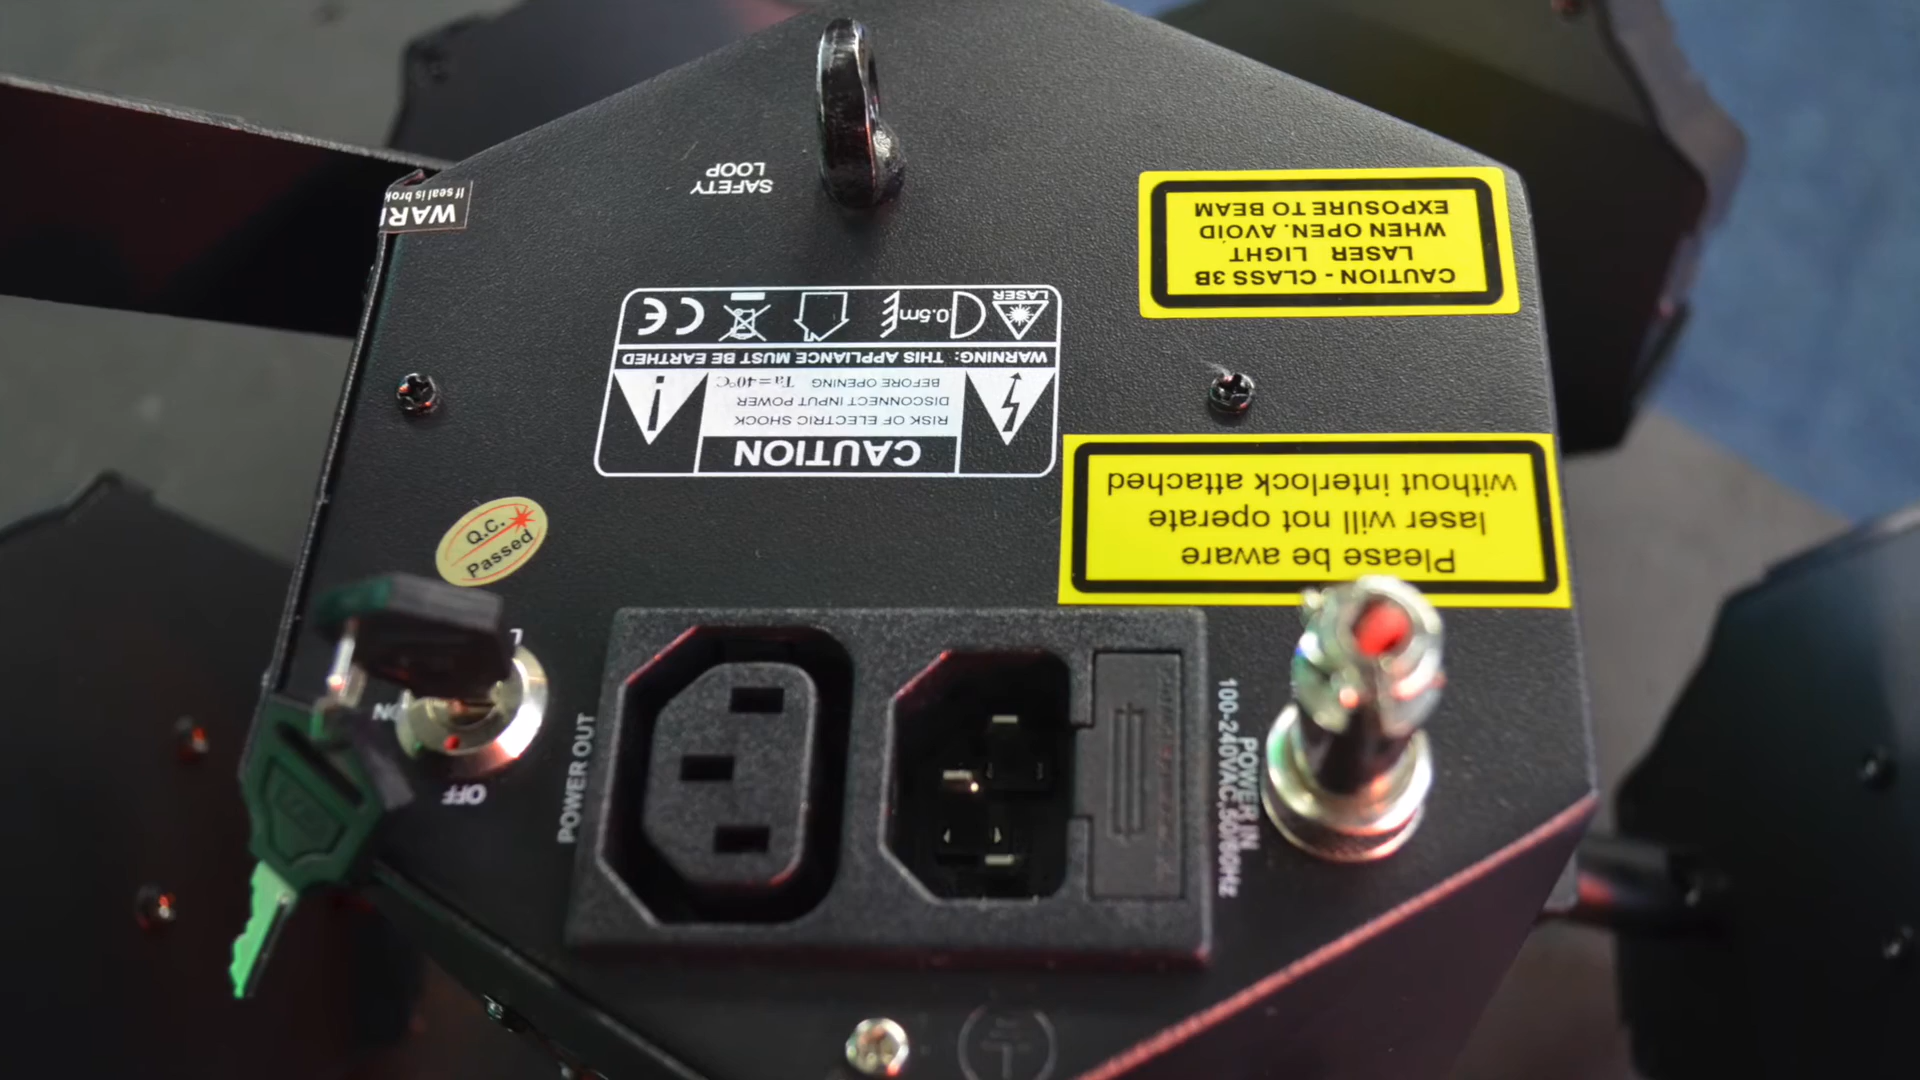 SAFETY
LOOP
WAR
If seal is brok
CAUTION - CLASS 3B
LASER LIGHT
WHEN OPEN. AVOID
EXPOSURE TO BEAM
CAUTION
RISK OF ELECTRIC SHOCK
DISCONNECT INPUT POWER
BEFORE OPENING Ta=40°C
WARNING: THIS APPLIANCE MUST BE EARTHED
LASER
0.5m
CE
Please be aware
laser will not operate
without interlock attached
Q.C.
Passed
ON
OFF
POWER OUT
POWER IN
100-240VAC,50/60Hz